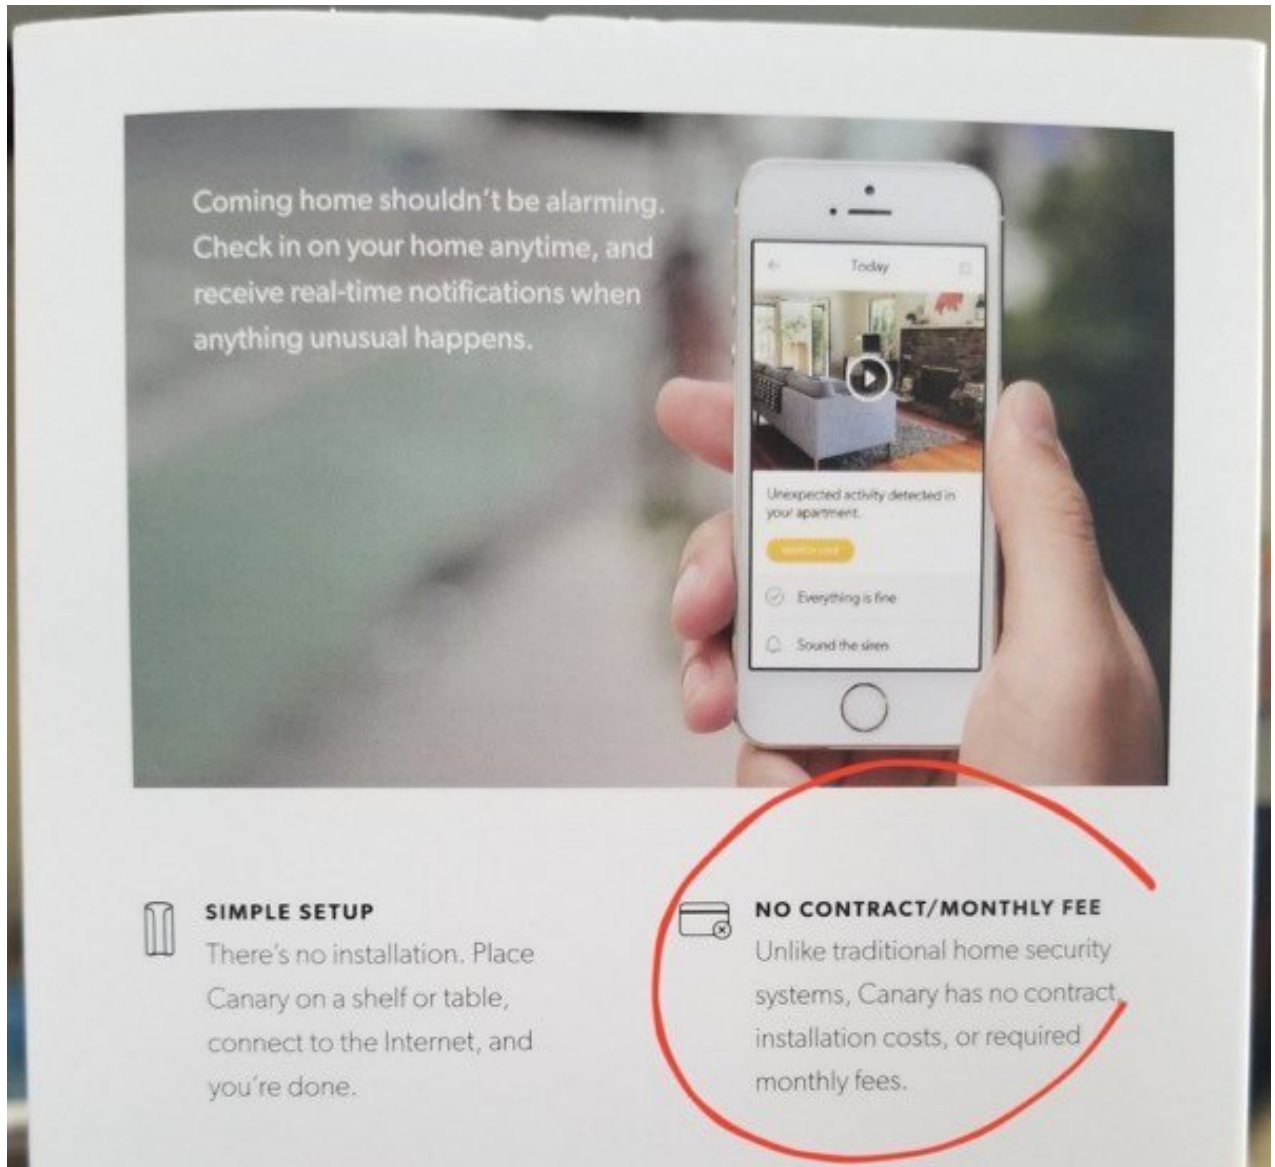 Coming home shouldn't be alarming.
Check in on your home anytime, and
receive real-time notifications when
anything unusual happens.
Today
Unexpected activity detected in
your apartment.
Everything is fine
Sound the siren
SIMPLE SETUP
There's no installation. Place
Canary on a shelf or table,
connect to the Internet, and
you're done.
NO CONTRACT/MONTHLY FEE
Unlike traditional home security
systems, Canary has no contract,
installation costs, or required
monthly fees.